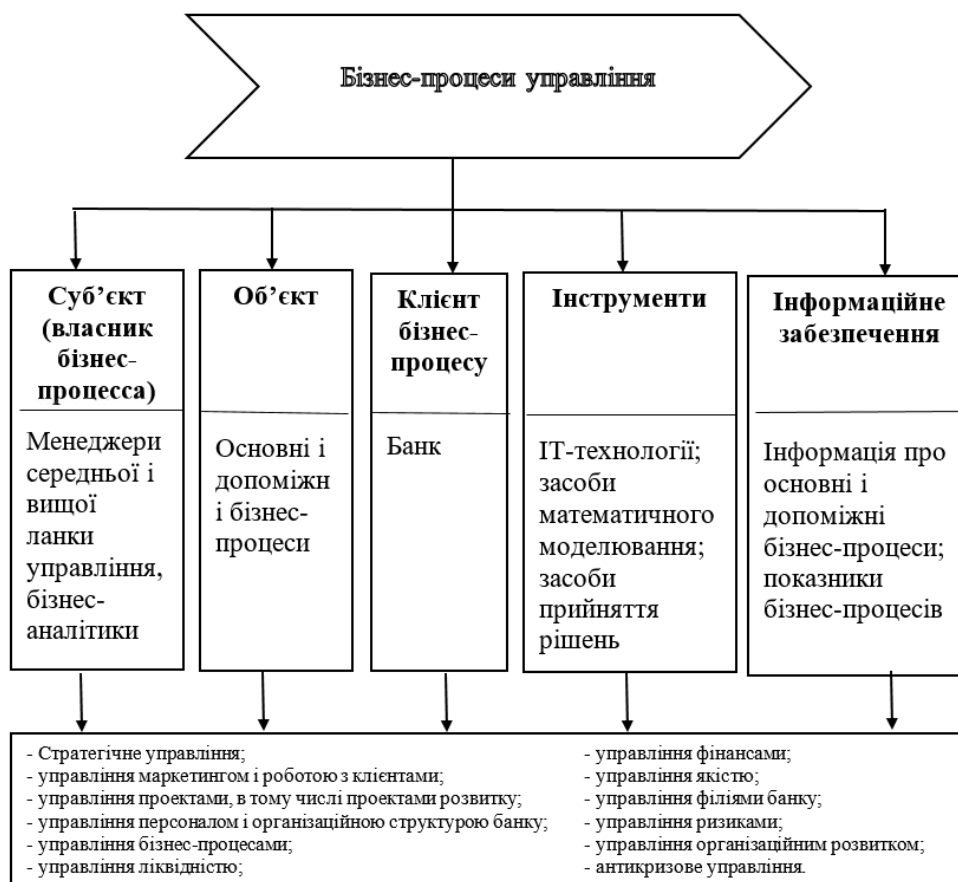 Бізнес-процеси управління
Суб’єкт
(власник
бізнес-
процесса)
Менеджери
середньої і
вищої
ланки
управління,
бізнес-
аналітики
Об’єкт
Основні і
допоміжн
і бізнес-
процеси
Клієнт
бізнес-
процесу
Банк
Інструменти
ІТ-технології;
засоби
математичного
моделювання;
засоби
прийняття
рішень
Інформаційне
забезпечення
Інформація про
основні і
допоміжні
бізнес-процеси;
показники
бізнес-процесів
- Стратегічне управління;
- управління маркетингом і роботою з клієнтами;
- управління проектами, в тому числі проектами розвитку;
- управління персоналом і організаційною структурою банку;
- управління бізнес-процесами;
- управління ліквідністю;
- управління фінансами;
- управління якістю;
- управління філіями банку;
- управління ризиками;
- управління організаційним розвитком;
- антикризове управління.